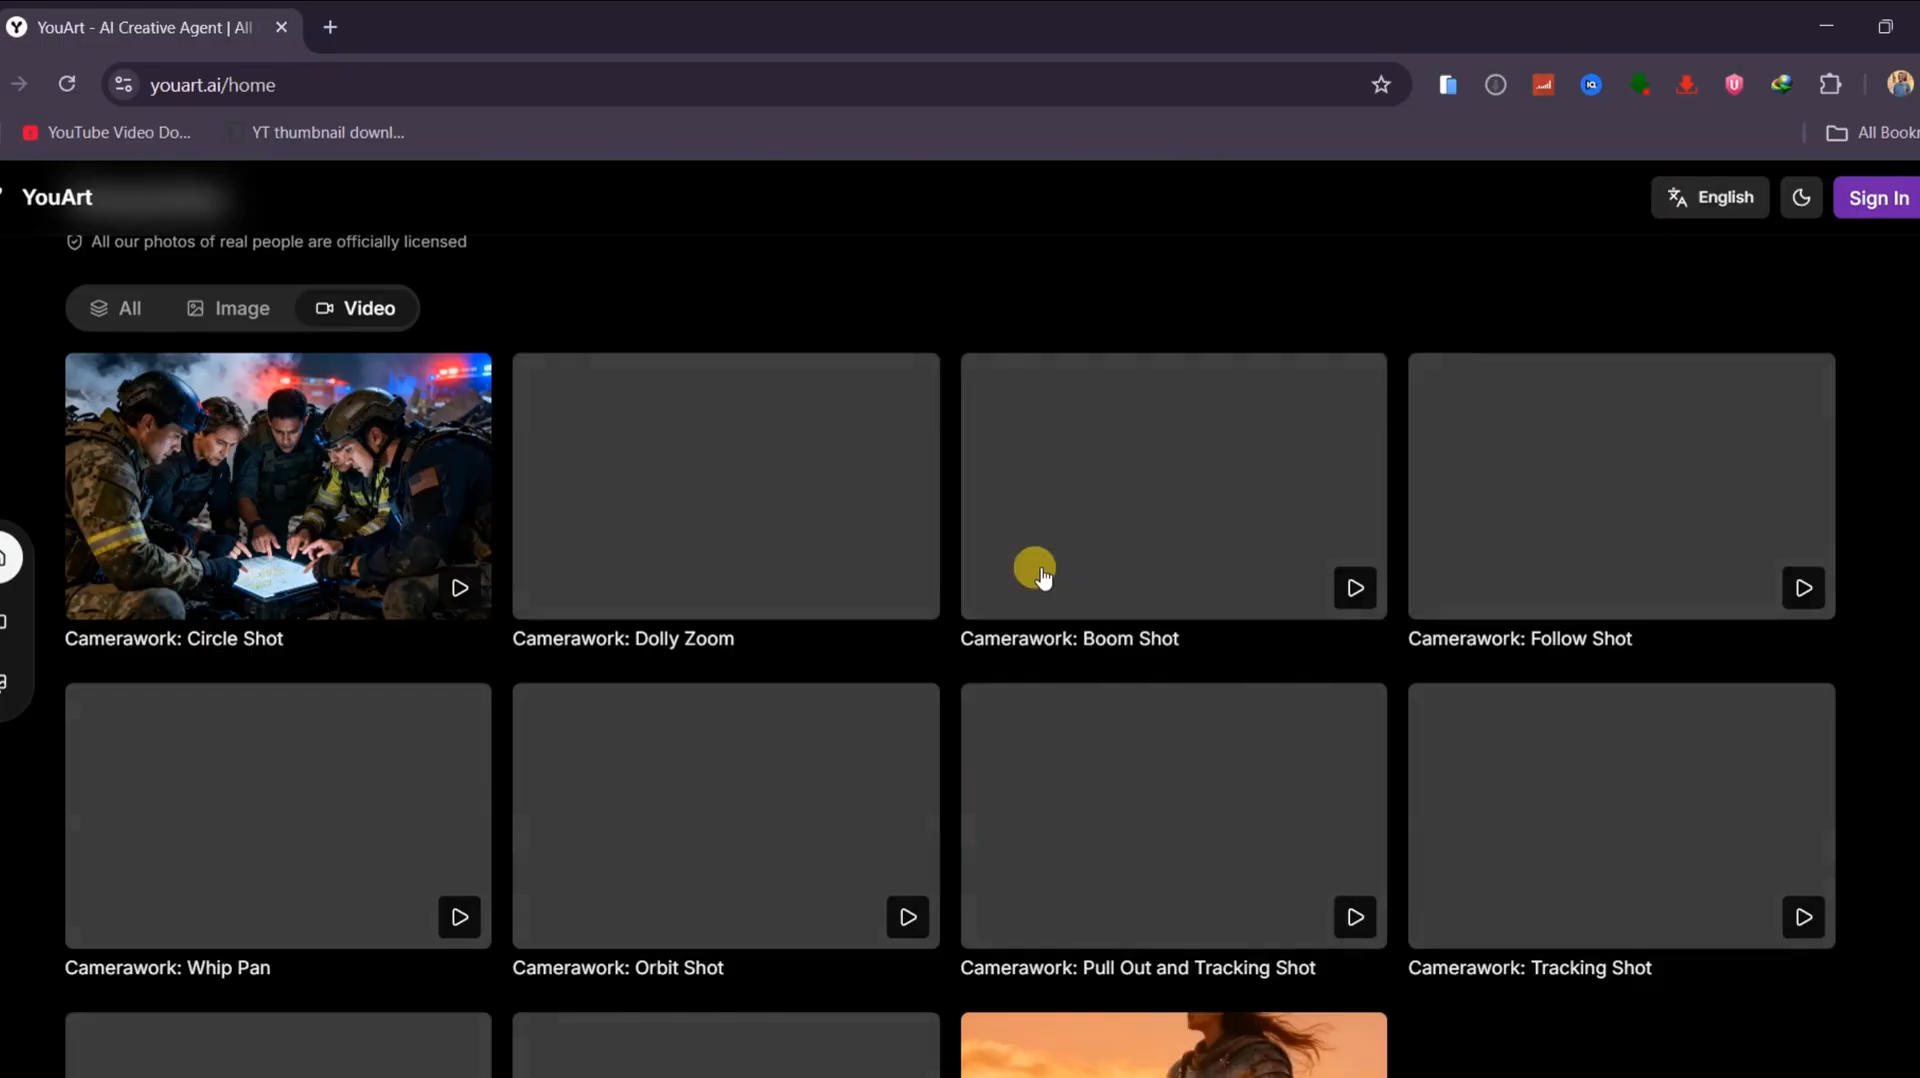 YouArt - AI Creative Agent | All
youart.ai/home
YouTube Video Do...
YT thumbnail downl...
All Bookr
YouArt
English
Sign In
All our photos of real people are officially licensed
All
Image
Video
Camerawork: Circle Shot
Camerawork: Dolly Zoom
Camerawork: Boom Shot
Camerawork: Follow Shot
Camerawork: Whip Pan
Camerawork: Orbit Shot
Camerawork: Pull Out and Tracking Shot
Camerawork: Tracking Shot